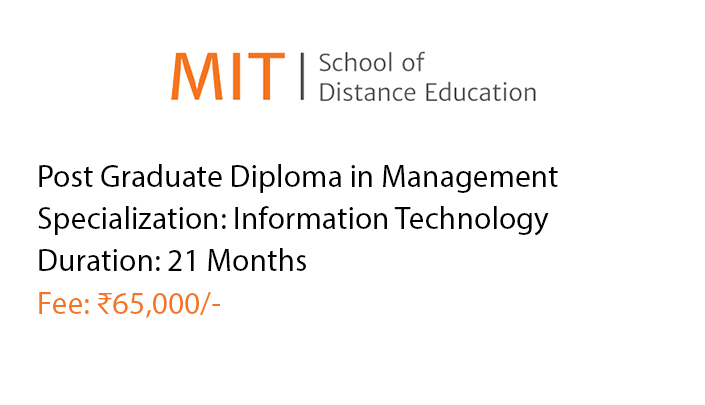 MIT
School of
Distance Education
Post Graduate Diploma in Management
Specialization: Information Technology
Duration: 21 Months
Fee: ₹65,000/-